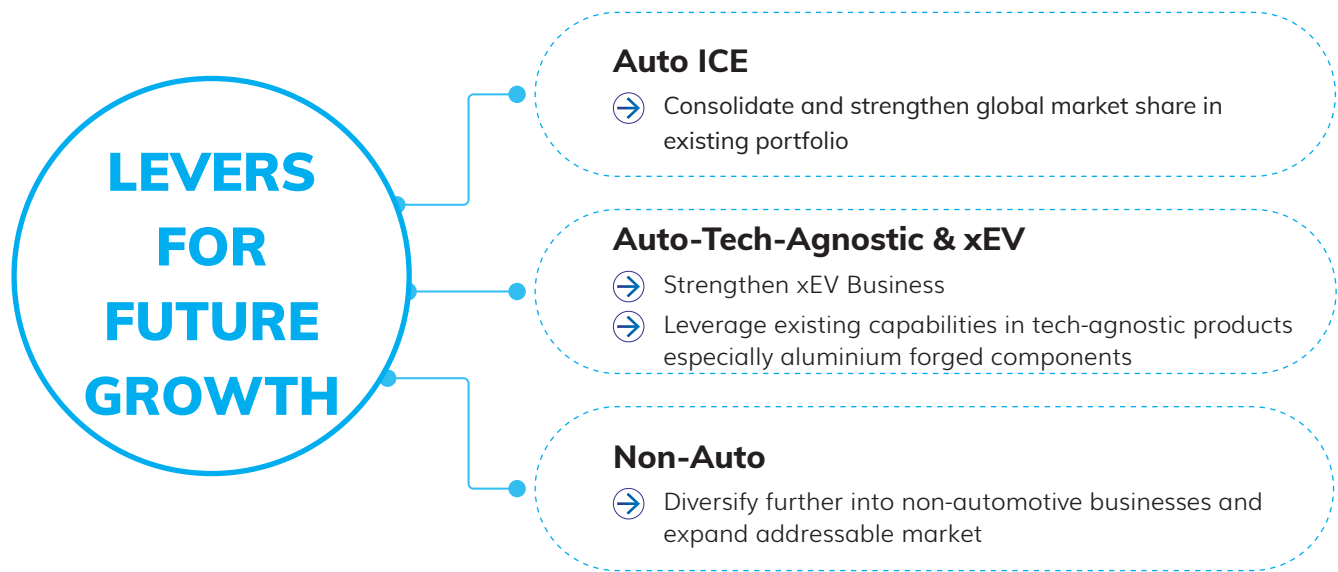 LEVERS
FOR
FUTURE
GROWTH
Auto ICE
Consolidate and strengthen global market share in
existing portfolio
Auto-Tech-Agnostic & xEV
Strengthen xEV Business
Leverage existing capabilities in tech-agnostic products
especially aluminium forged components
Non-Auto
Diversify further into non-automotive businesses and
expand addressable market